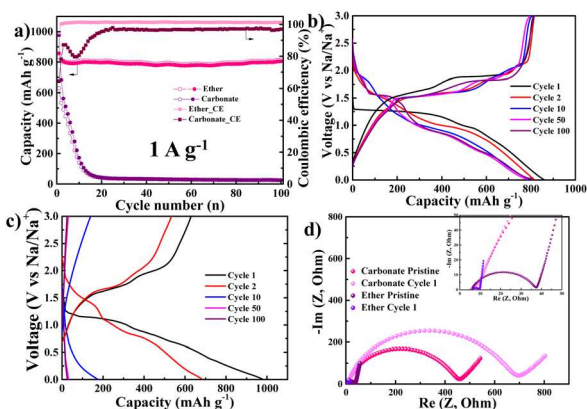 a)
Capacity (mAh g⁻¹)
1000
800
600
400
200
0
Ether
Carbonate
Ether_CE
Carbonate_CE
1 A g⁻¹
100
80
60
40
20
0
Coulombic efficiency (%)
0 20 40 60 80 100
Cycle number (n)
b)
Voltage (V vs Na/Na⁺)
3.0
2.5
2.0
1.5
1.0
0.5
0.0
Cycle 1
Cycle 2
Cycle 10
Cycle 50
Cycle 100
0 200 400 600 800 1000
Capacity (mAh g⁻¹)
c)
Voltage (V vs Na/Na⁺)
3.0
2.5
2.0
1.5
1.0
0.5
0.0
Cycle 1
Cycle 2
Cycle 10
Cycle 50
Cycle 100
0 200 400 600 800 1000
Capacity (mAh g⁻¹)
d)
-Im (Z, Ohm)
800
600
400
200
0
Carbonate Pristine
Carbonate Cycle 1
Ether Pristine
Ether Cycle 1
0 200 400 600 800 1000
Re (Z, Ohm)
-Im (Z, Ohm)
Re (Z, Ohm)